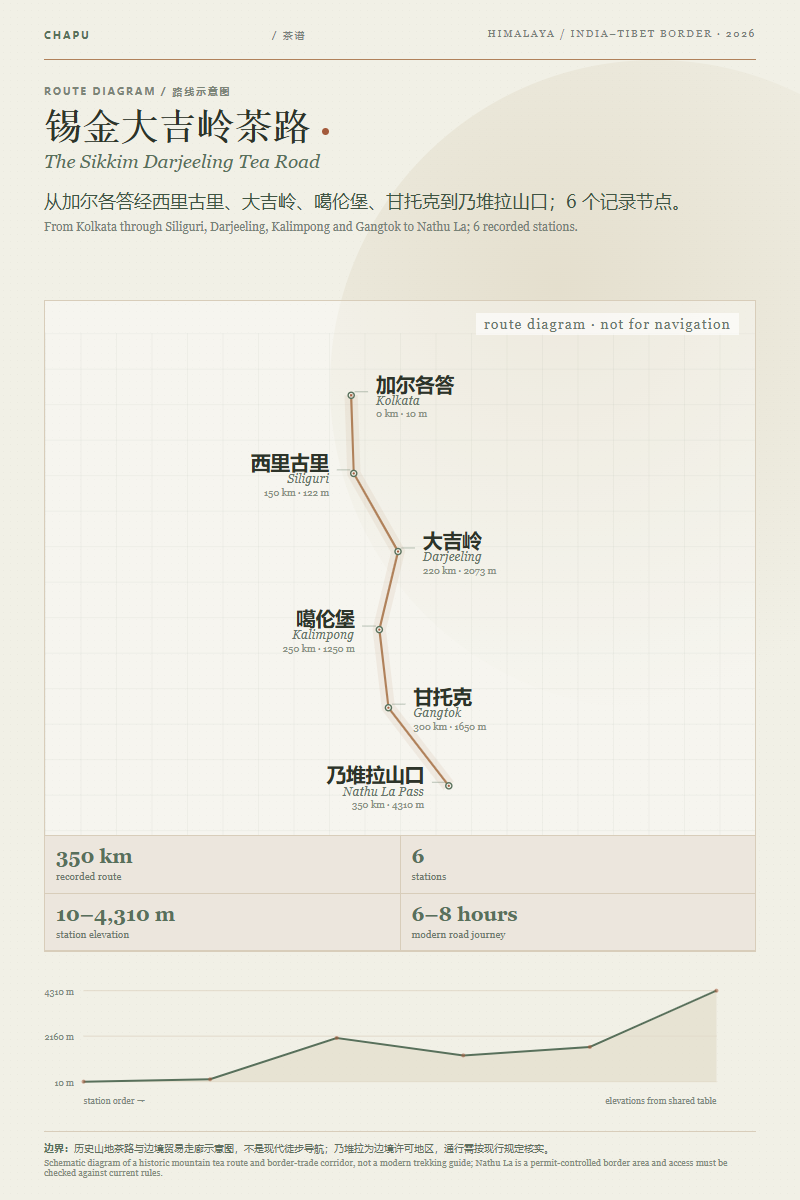 CHAPU
/ 茶谱
HIMALAYA / INDIA–TIBET BORDER · 2026
ROUTE DIAGRAM / 路线示意图
锡金大吉岭茶路
The Sikkim Darjeeling Tea Road
从加尔各答经西里古里、大吉岭、噶伦堡、甘托克到乃堆拉山口；6 个记录节点。
From Kolkata through Siliguri, Darjeeling, Kalimpong and Gangtok to Nathu La; 6 recorded stations.
route diagram · not for navigation
加尔各答
Kolkata
0 km · 10 m
西里古里
Siliguri
150 km · 122 m
大吉岭
Darjeeling
220 km · 2073 m
噶伦堡
Kalimpong
250 km · 1250 m
甘托克
Gangtok
300 km · 1650 m
乃堆拉山口
Nathu La Pass
350 km · 4310 m
350 km
recorded route
6
stations
10–4,310 m
station elevation
6–8 hours
modern road journey
4310 m
2160 m
10 m
station order →
elevations from shared table
边界：历史山地茶路与边境贸易走廊示意图，不是现代徒步导航；乃堆拉为边境许可地区，通行需按现行规定核实。
Schematic diagram of a historic mountain tea route and border-trade corridor, not a modern trekking guide; Nathu La is a permit-controlled border area and access must be
checked against current rules.